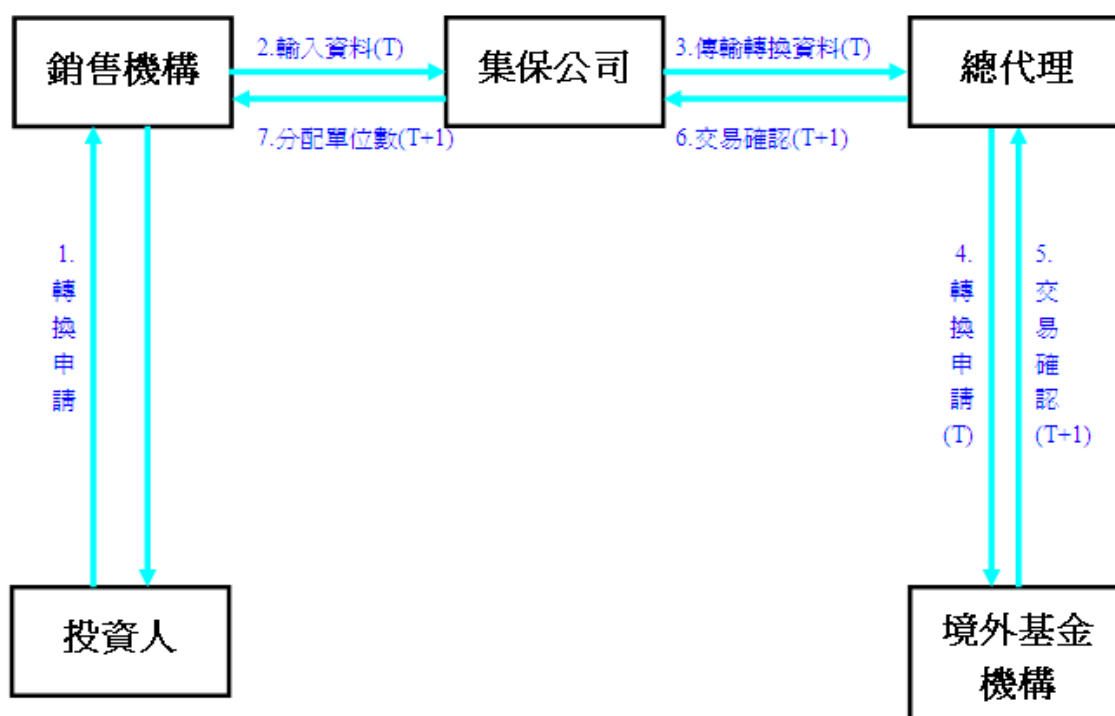 銷售機構
2.輸入資料(T)
集保公司
3.傳輸轉換資料(T)
總代理
7.分配單位數(T+1)
6.交易確認(T+1)
1.
轉
換
申
請
4.
轉
換
申
請
(T)
5.
交
易
確
認
(T+1)
投資人
境外基金
機構